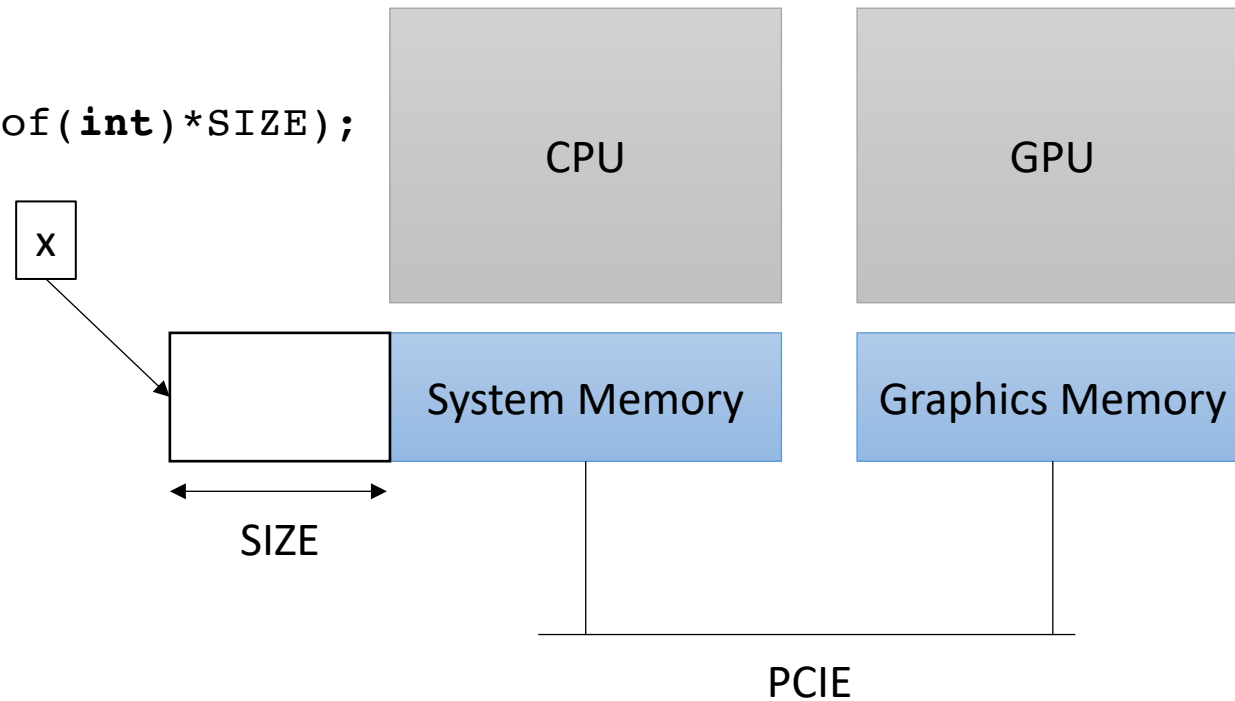 of(int)*SIZE);
CPU
GPU
x
System Memory
Graphics Memory
SIZE
PCIE